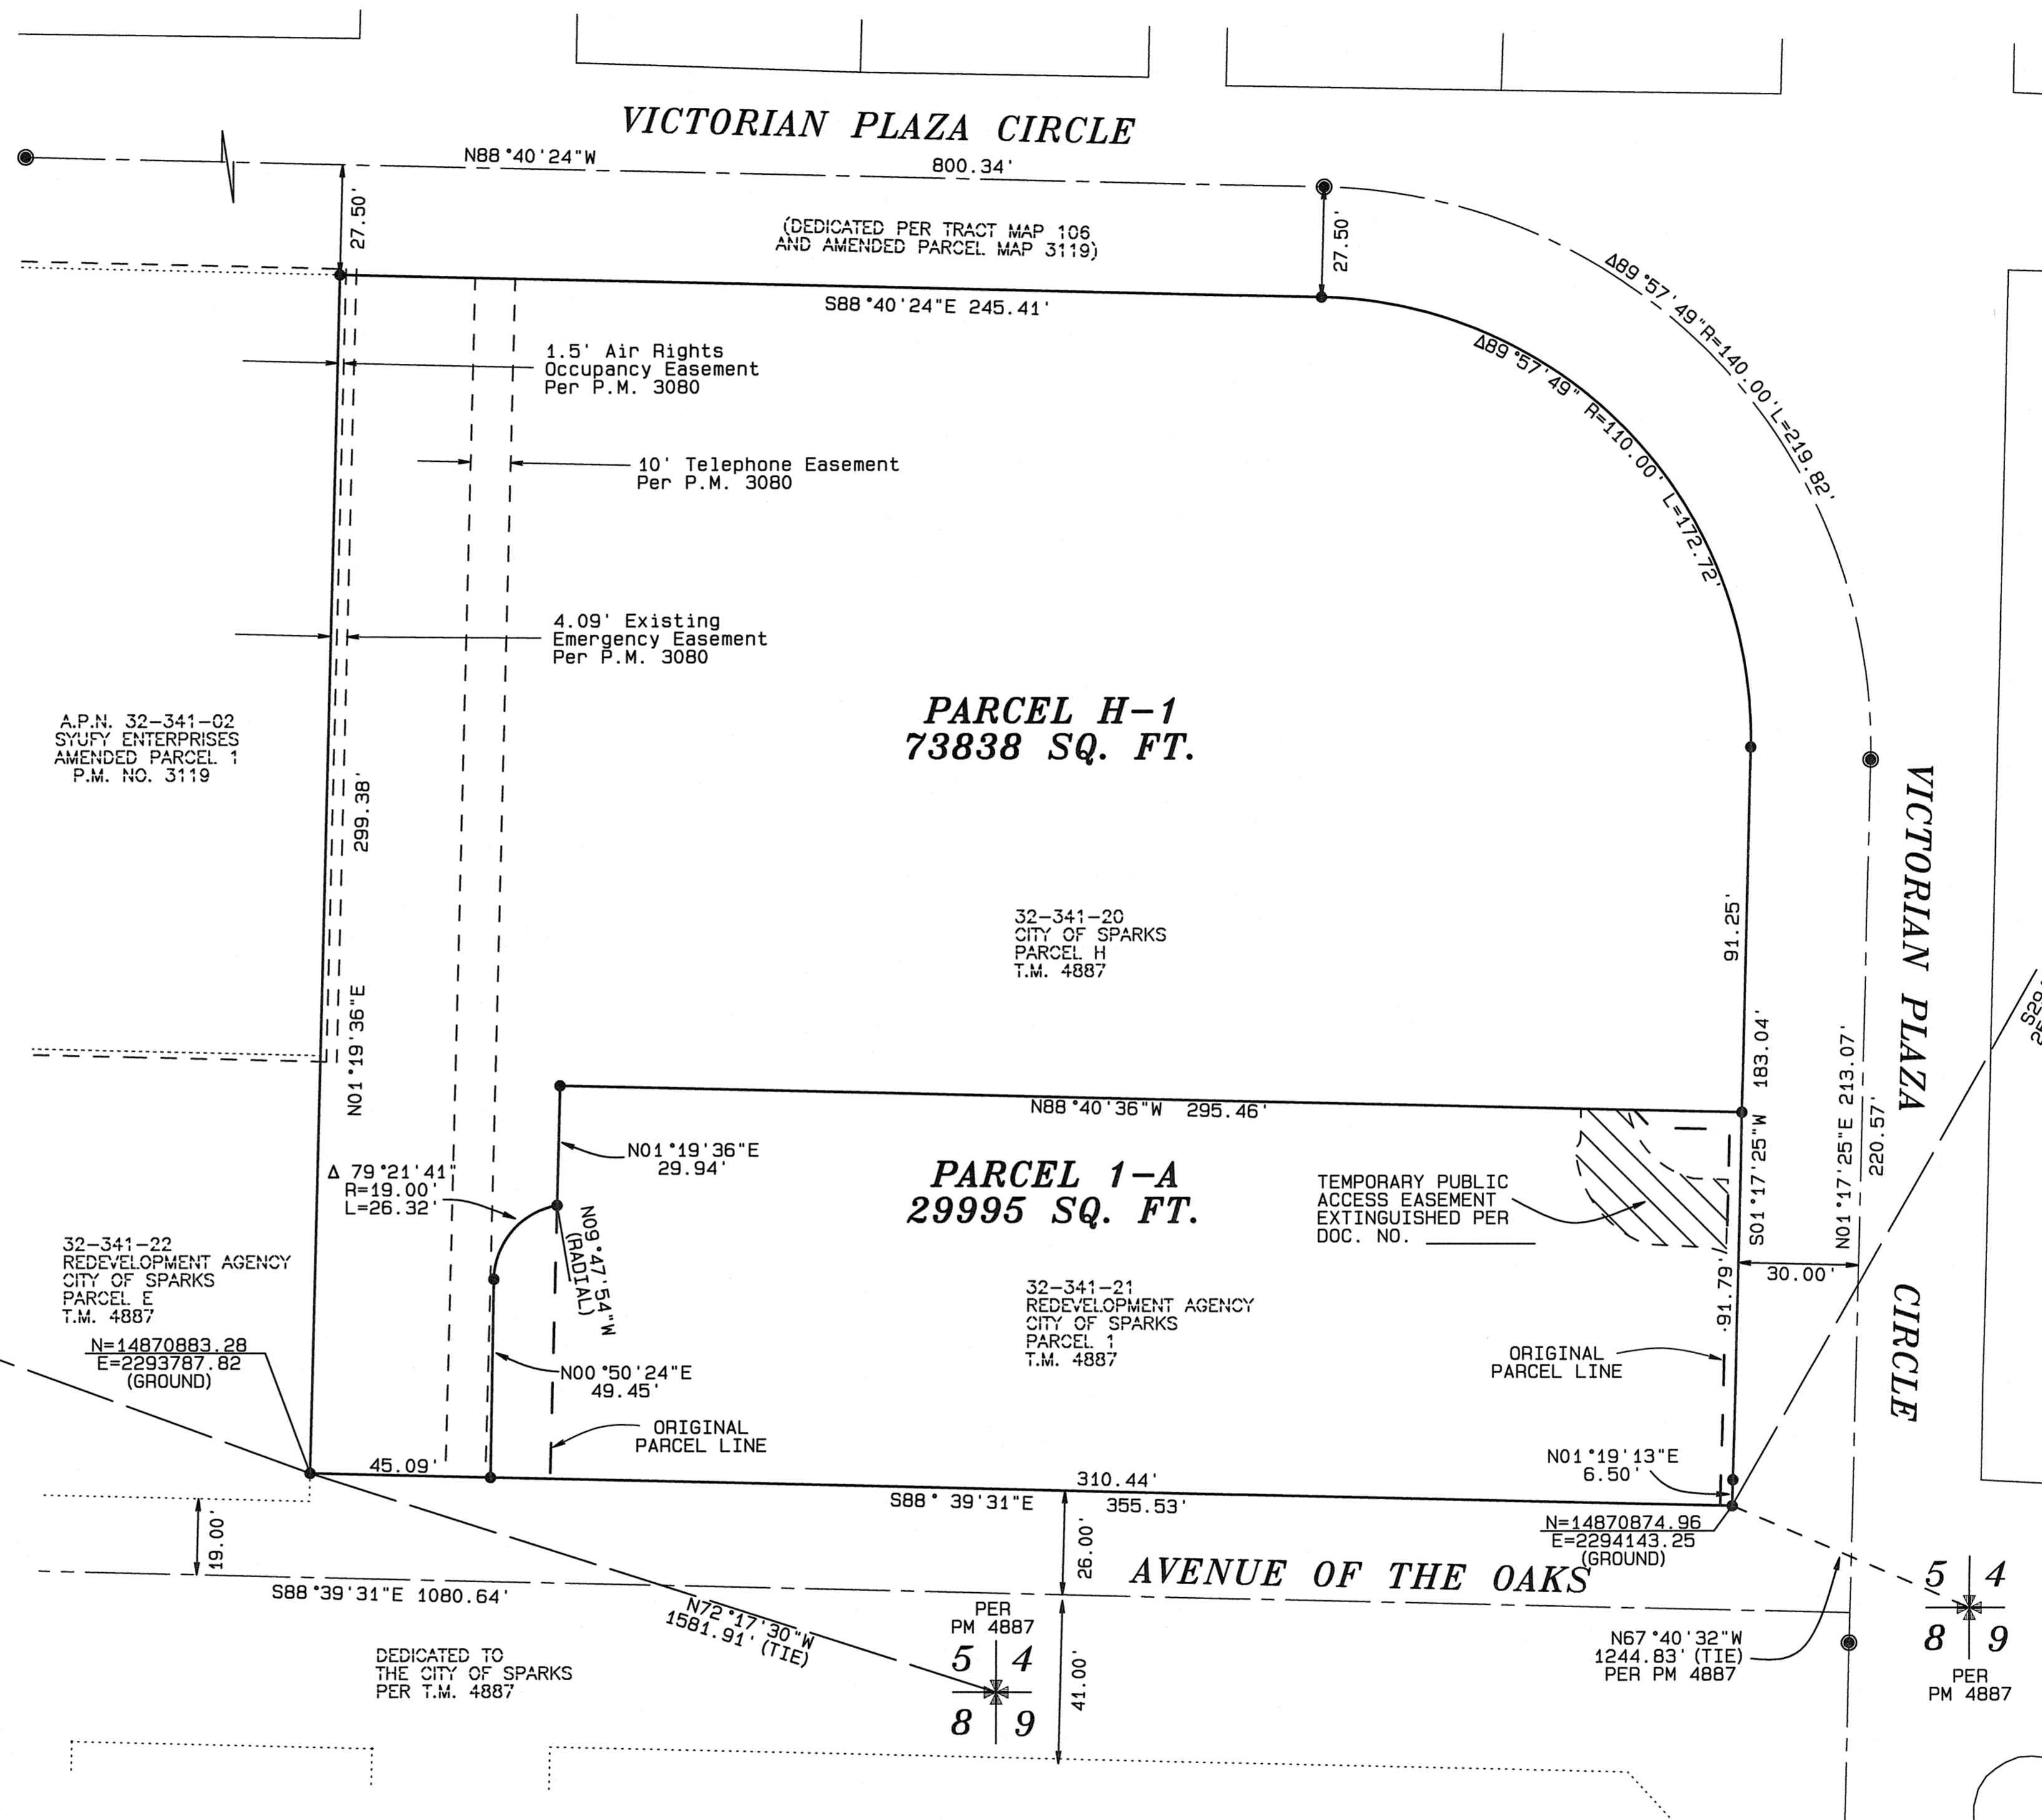 VICTORIAN PLAZA CIRCLE
N88°40'24"W
800.34'
27.50'
(DEDICATED PER TRACT MAP 106
AND AMENDED PARCEL MAP 3119)
27.50'
Δ89°57'49" R=140.00' L=219.82'
S88°40'24"E 245.41'
Δ89°57'49" R=110.00' L=172.72'
1.5' Air Rights
Occupancy Easement
Per P.M. 3080
10' Telephone Easement
Per P.M. 3080
4.09' Existing
Emergency Easement
Per P.M. 3080
A.P.N. 32-341-02
SYUFY ENTERPRISES
AMENDED PARCEL 1
P.M. NO. 3119
299.38'
N01°19'36"E
PARCEL H-1
73838 SQ. FT.
32-341-20
CITY OF SPARKS
PARCEL H
T.M. 4887
91.25'
183.04'
S01°17'25"W
VICTORIAN PLAZA CIRCLE
N01°17'25"E 213.07'
220.57'
N88°40'36"W 295.46'
N01°19'36"E
29.94'
Δ 79°21'41"
R=19.00'
L=26.32'
N09°47'54"W
(RADIAL)
PARCEL 1-A
29995 SQ. FT.
TEMPORARY PUBLIC
ACCESS EASEMENT
EXTINGUISHED PER
DOC. NO.
91.79'
30.00'
32-341-22
REDEVELOPMENT AGENCY
CITY OF SPARKS
PARCEL E
T.M. 4887
N=14870883.28
E=2293787.82
(GROUND)
32-341-21
REDEVELOPMENT AGENCY
CITY OF SPARKS
PARCEL 1
T.M. 4887
N00°50'24"E
49.45'
ORIGINAL
PARCEL LINE
ORIGINAL
PARCEL LINE
N01°19'13"E
6.50'
45.09'
310.44'
S88° 39'31"E
355.53'
N=14870874.96
E=2294143.25
(GROUND)
19.00'
26.00'
AVENUE OF THE OAKS
S88°39'31"E 1080.64'
N72°17'30"W
1581.91' (TIE)
PER
PM 4887
5 4
8 9
41.00'
DEDICATED TO
THE CITY OF SPARKS
PER T.M. 4887
N67°40'32"W
1244.83' (TIE)
PER PM 4887
5 4
8 9
PER
PM 4887